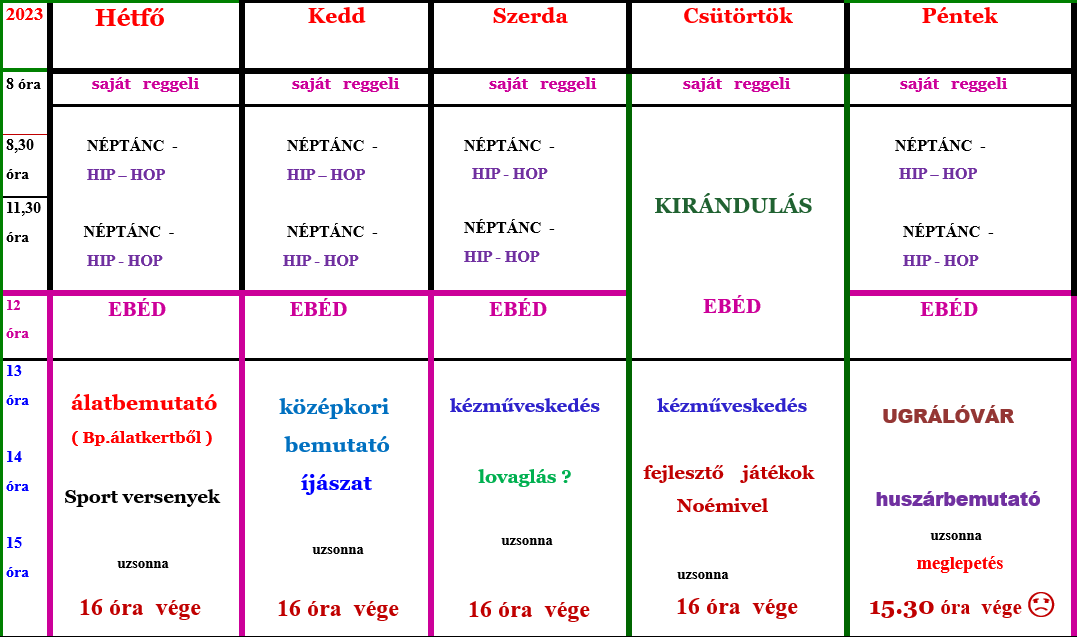 2023
Hétfő
Kedd
Szerda
Csütörtök
Péntek
8 óra
saját reggeli
saját reggeli
saját reggeli
saját reggeli
saját reggeli
8,30
óra
11,30
óra
NÉPTÁNC -
HIP – HOP
NÉPTÁNC -
HIP - HOP
NÉPTÁNC -
HIP – HOP
NÉPTÁNC -
HIP - HOP
NÉPTÁNC -
HIP - HOP
NÉPTÁNC -
HIP - HOP
KIRÁNDULÁS
EBÉD
NÉPTÁNC -
HIP – HOP
NÉPTÁNC -
HIP - HOP
12
óra
EBÉD
EBÉD
EBÉD
EBÉD
13
óra
14
óra
15
óra
álatbemutató
( Bp.álatkertből )
Sport versenyek
uzsonna
16 óra vége
középkori
bemutató
íjászat
uzsonna
16 óra vége
kézműveskedés
lovaglás ?
uzsonna
16 óra vége
kézműveskedés
fejlesztő játékok
Noémivel
uzsonna
16 óra vége
UGRÁLÓVÁR
huszárbemutató
uzsonna
meglepetés
15.30 óra vége